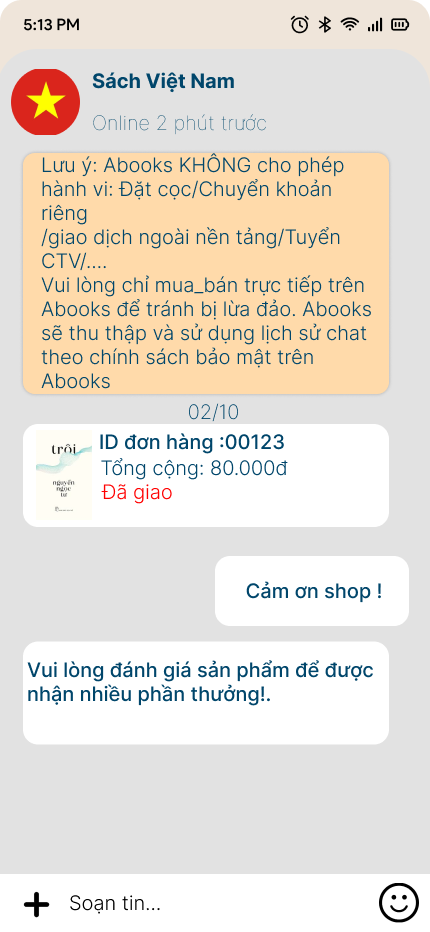 5:13 PM
Sách Việt Nam
Online 2 phút trước
Lưu ý: Abooks KHÔNG cho phép
hành vi: Đặt cọc/Chuyển khoản
riêng
/giao dịch ngoài nền tảng/Tuyển
CTV/....
Vui lòng chỉ mua_bán trực tiếp trên
Abooks để tránh bị lừa đảo. Abooks
sẽ thu thập và sử dụng lịch sử chat
theo chính sách bảo mật trên
Abooks
02/10
trôi
nguyễn
ngọc
tư
ID đơn hàng :00123
Tổng cộng: 80.000đ
Đã giao
Cảm ơn shop !
Vui lòng đánh giá sản phẩm để được
nhận nhiều phần thưởng!.
Soạn tin...